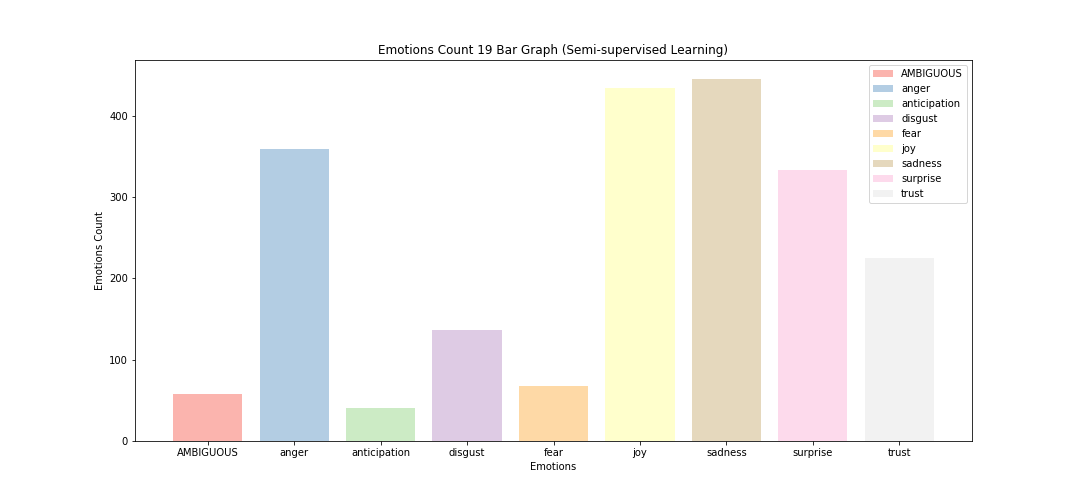 Emotions Count 19 Bar Graph (Semi-supervised Learning)
AMBIGUOUS
anger
anticipation
disgust
fear
joy
sadness
surprise
trust
Emotions Count
400
300
200
100
0
AMBIGUOUS anger anticipation disgust fear joy sadness surprise trust
Emotions